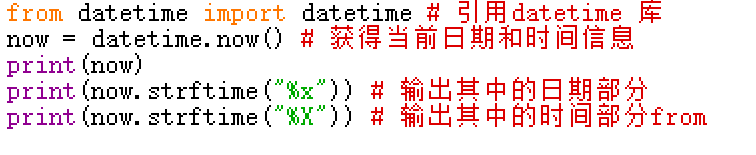 from datetime import datetime # 引用datetime 库
now = datetime.now() # 获得当前日期和时间信息
print(now)
print(now.strftime("%x")) # 输出其中的日期部分
print(now.strftime("%X")) # 输出其中的时间部分from